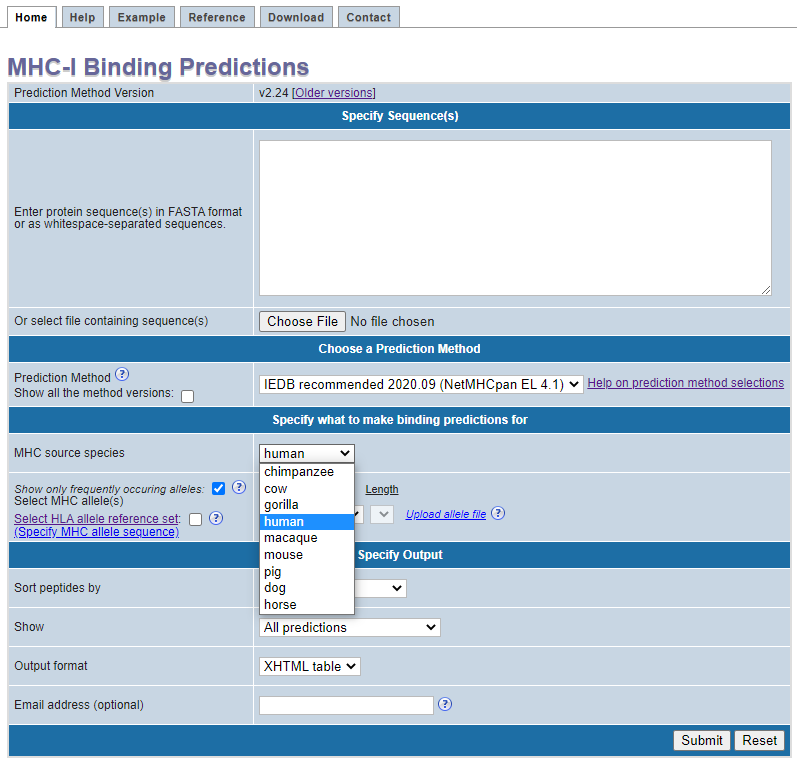 Home Help Example Reference Download Contact
MHC-I Binding Predictions
Prediction Method Version v2.24 [Older versions]
Specify Sequence(s)
Enter protein sequence(s) in FASTA format
or as whitespace-separated sequences.
Or select file containing sequence(s) Choose File No file chosen
Choose a Prediction Method
Prediction Method ?
Show all the method versions:
IEDB recommended 2020.09 (NetMHCpan EL 4.1) Help on prediction method selections
Specify what to make binding predictions for
MHC source species human
chimpanzee
cow
gorilla
human
macaque
mouse
pig
dog
horse
Show only frequently occuring alleles: ? Length
Select MHC allele(s)
Select HLA allele reference set: ? Upload allele file ?
(Specify MHC allele sequence)
Specify Output
Sort peptides by
Show All predictions
Output format XHTML table
Email address (optional) ?
Submit Reset